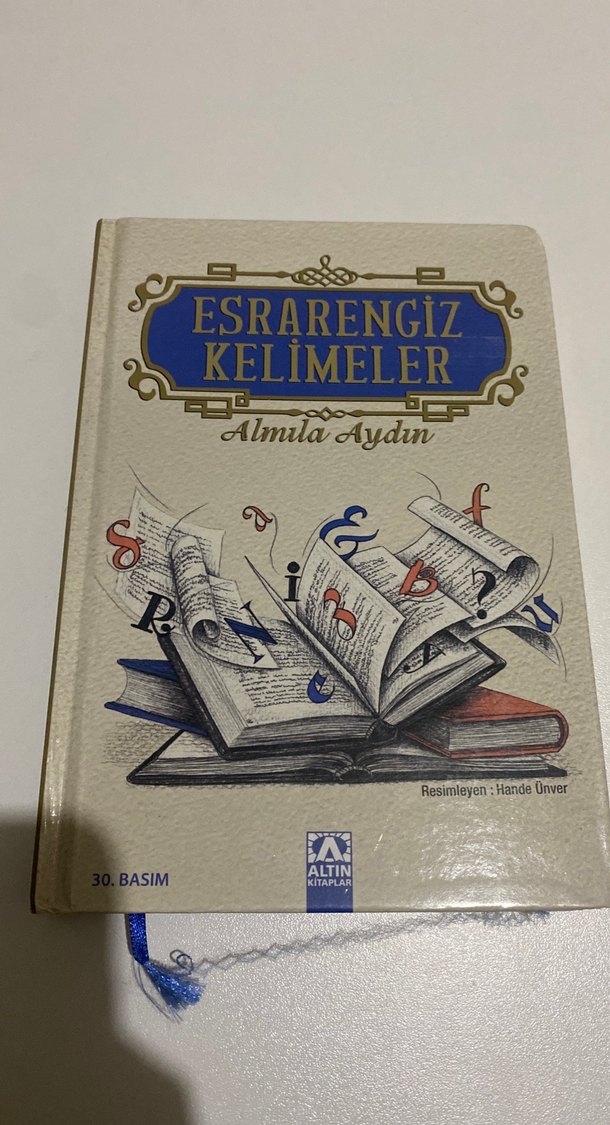 ESRARENGİZ
KELİMELER
Almıla Aydın
Resimleyen : Hande Ünver
30. BASIM
ALTIN
KİTAPLAR